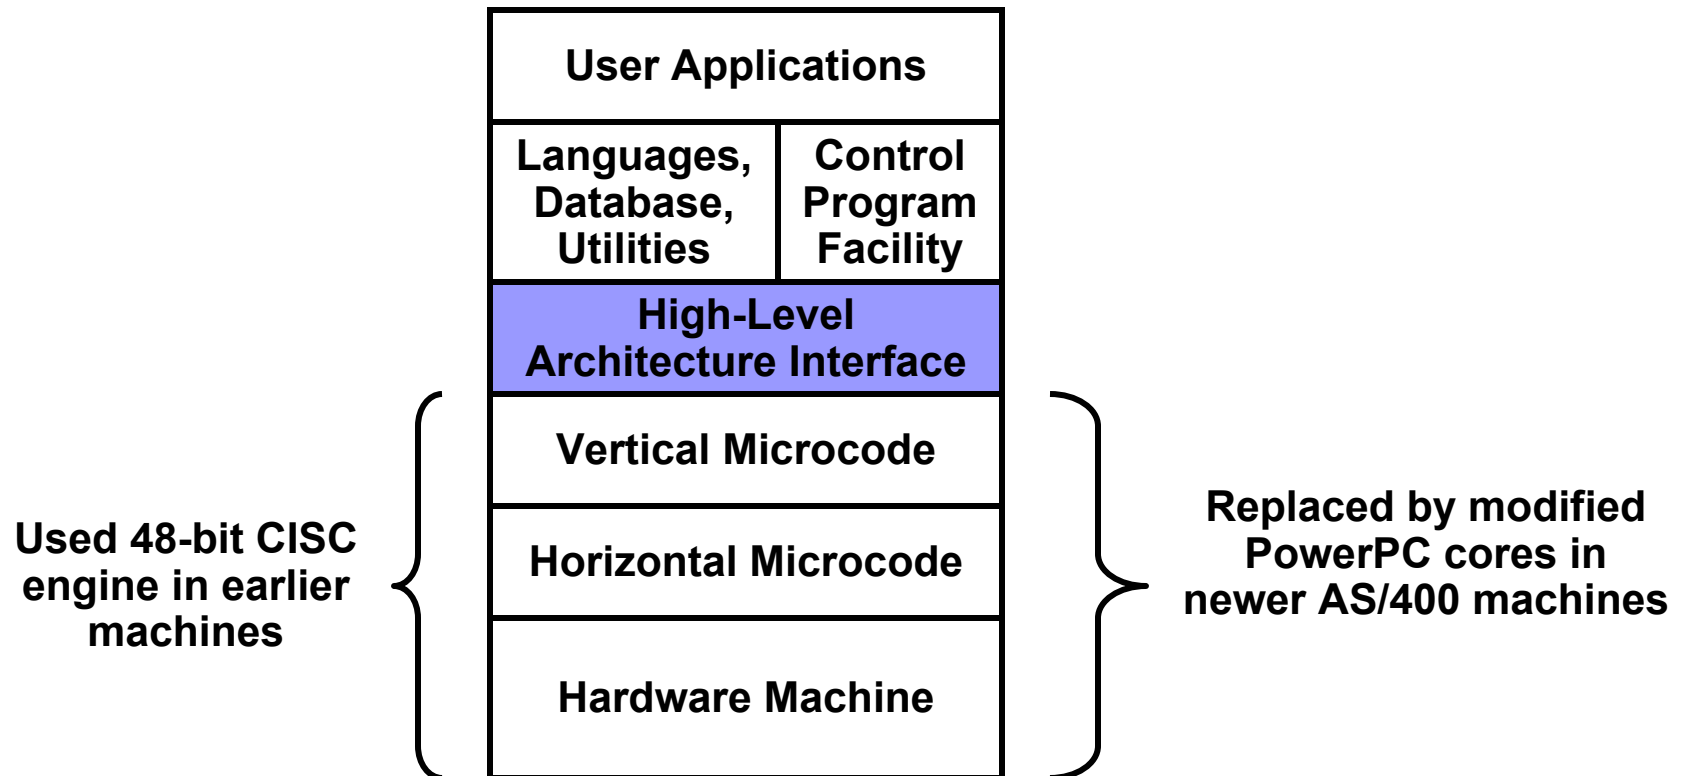 User Applications
Languages,
Database,
Utilities
Control
Program
Facility
High-Level
Architecture Interface
Vertical Microcode
Horizontal Microcode
Hardware Machine
Used 48-bit CISC
engine in earlier
machines
Replaced by modified
PowerPC cores in
newer AS/400 machines